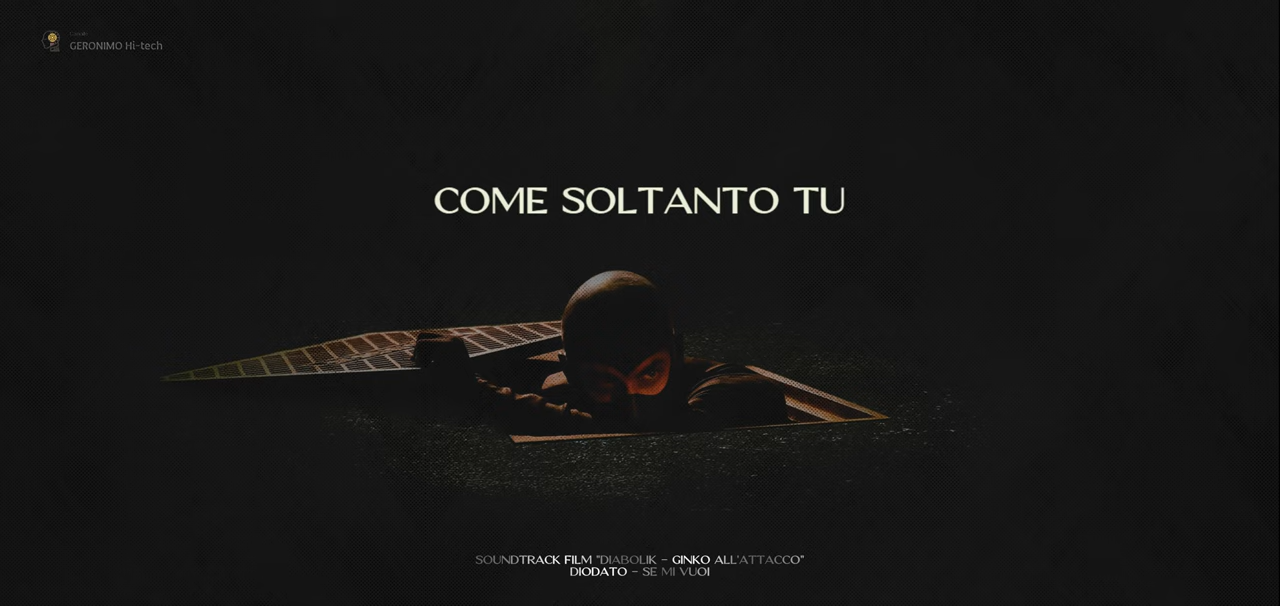 GERONIMO Hi-tech
COME SOLTANTO TU
SOUNDTRACK FILM "DIABOLIK - GINKO ALL'ATTACCO"
DIODATO - SE MI VUOI